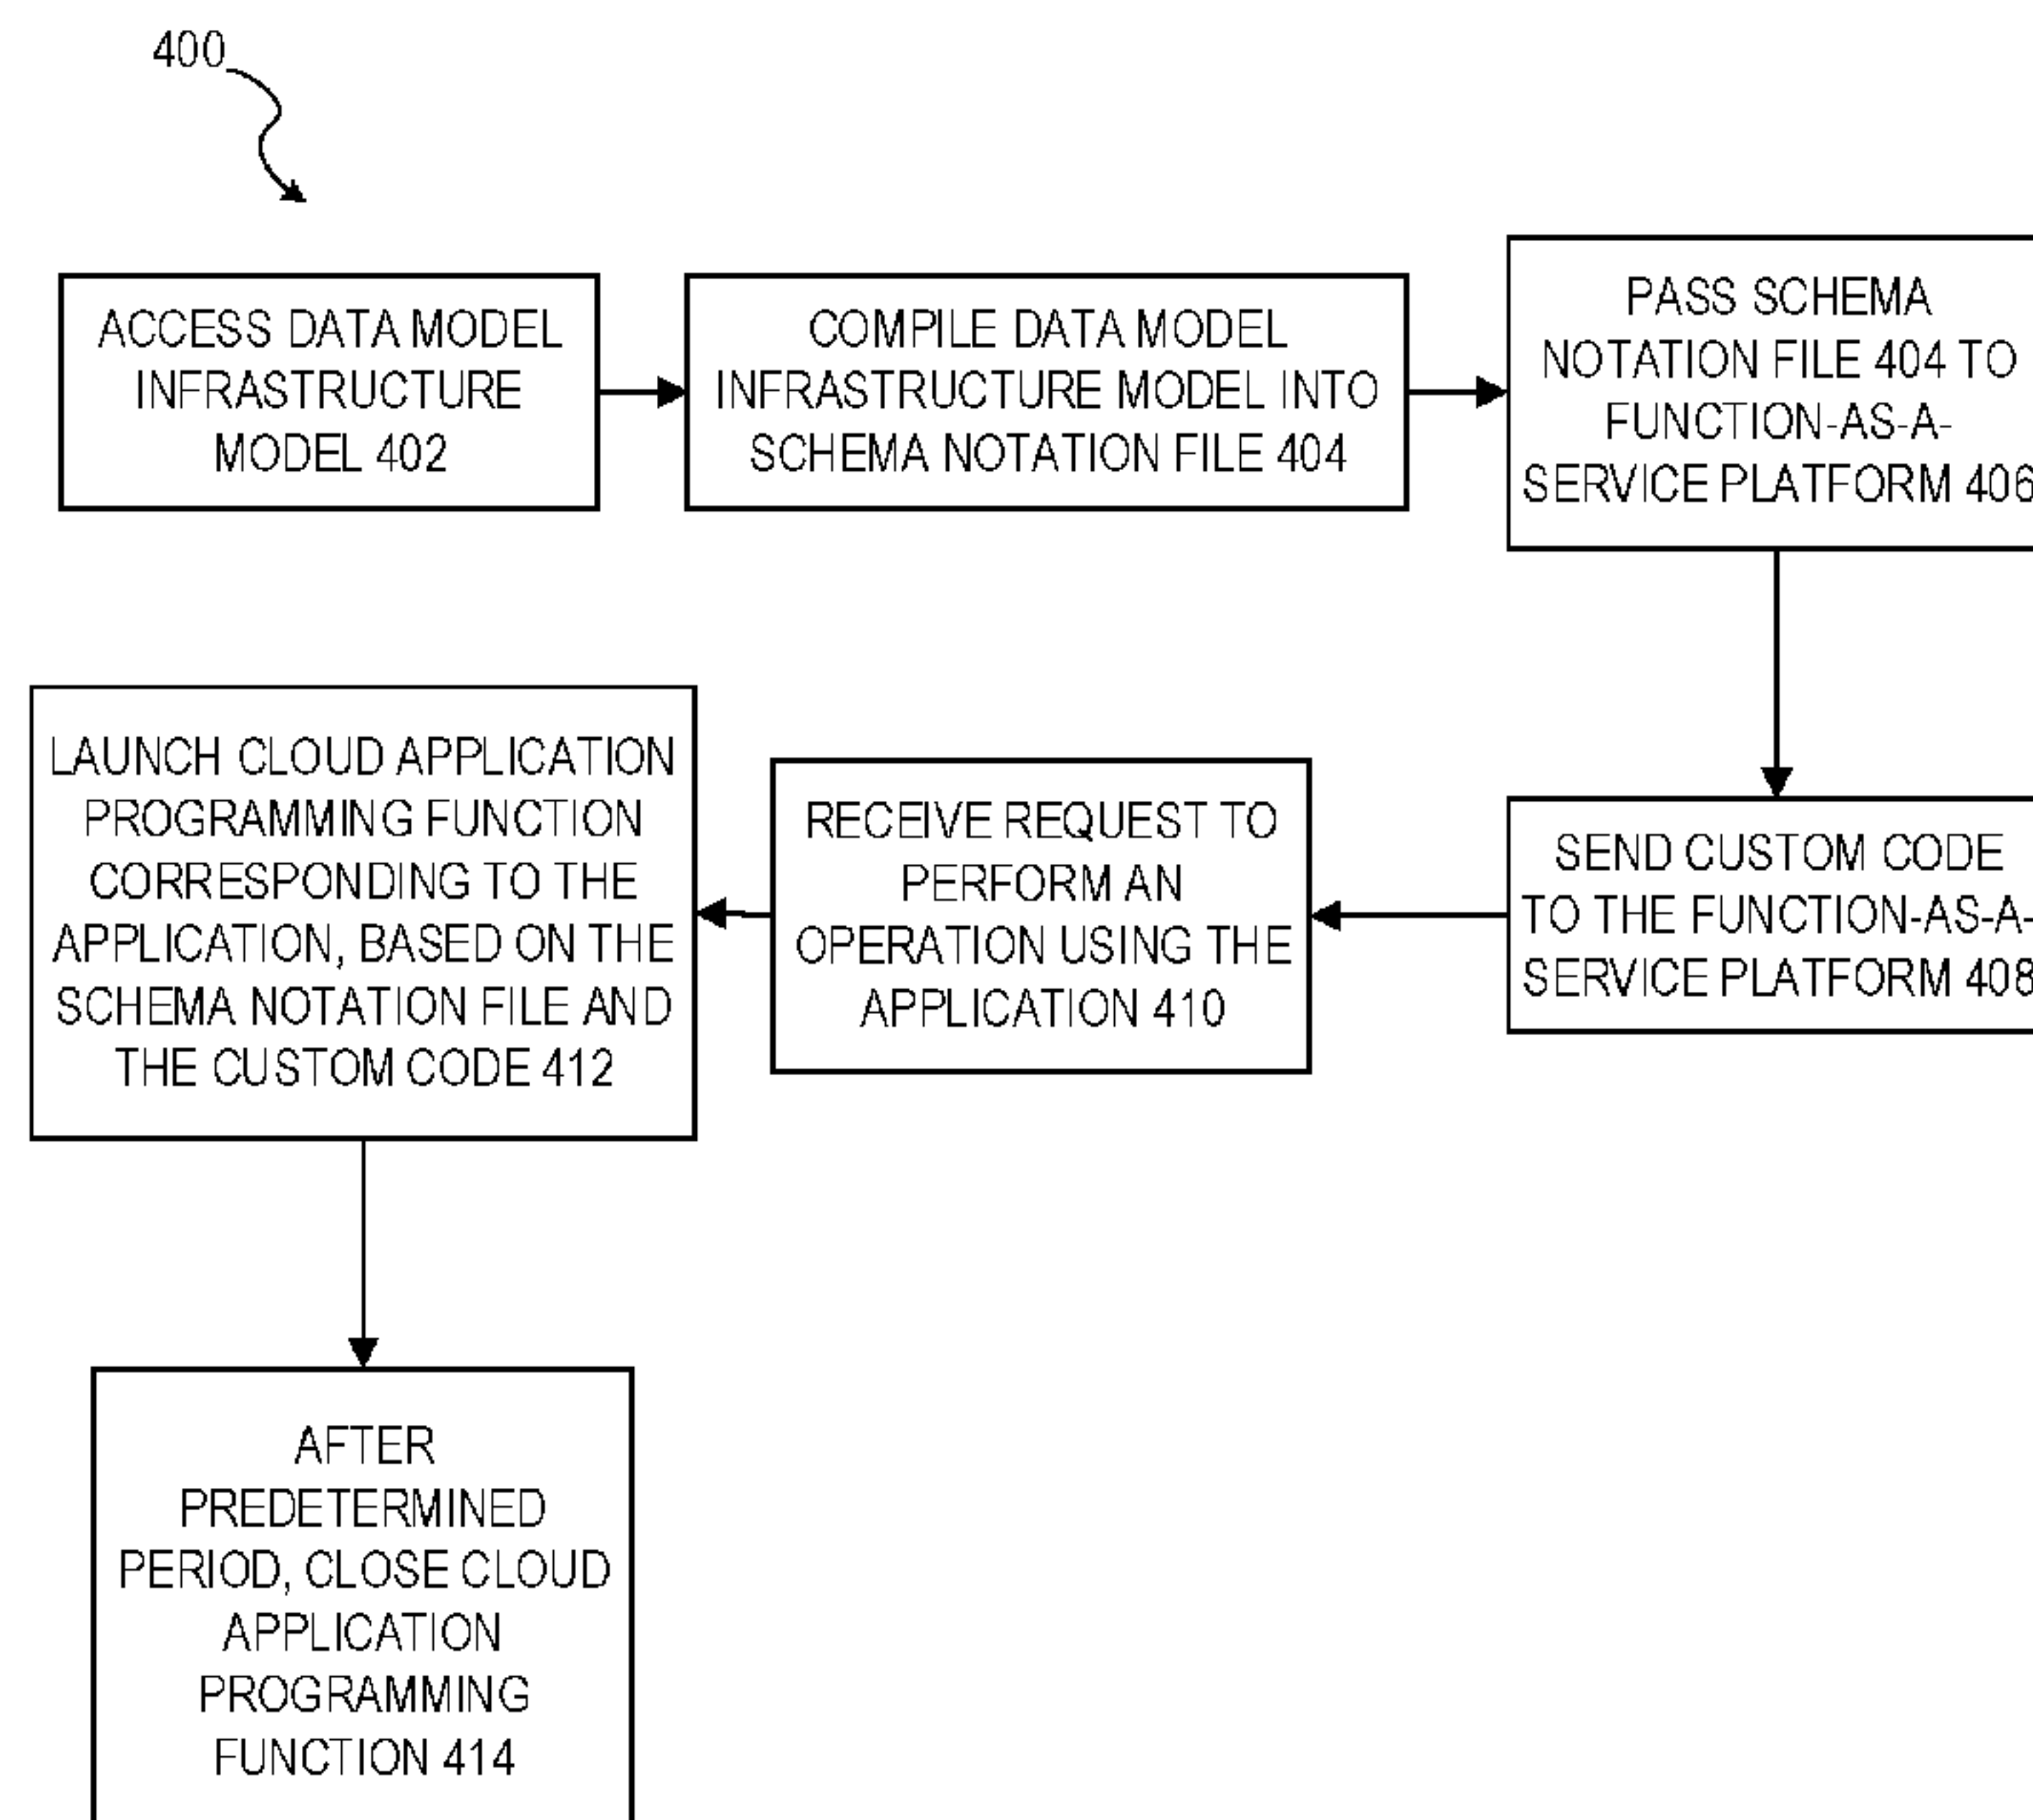 400
ACCESS DATA MODEL
INFRASTRUCTURE
MODEL 402
COMPILE DATA MODEL
INFRASTRUCTURE MODEL INTO
SCHEMA NOTATION FILE 404
PASS SCHEMA
NOTATION FILE 404 TO
FUNCTION-AS-A-
SERVICE PLATFORM 406
SEND CUSTOM CODE
TO THE FUNCTION-AS-A-
SERVICE PLATFORM 408
RECEIVE REQUEST TO
PERFORM AN
OPERATION USING THE
APPLICATION 410
LAUNCH CLOUD APPLICATION
PROGRAMMING FUNCTION
CORRESPONDING TO THE
APPLICATION, BASED ON THE
SCHEMA NOTATION FILE AND
THE CUSTOM CODE 412
AFTER
PREDETERMINED
PERIOD, CLOSE CLOUD
APPLICATION
PROGRAMMING
FUNCTION 414